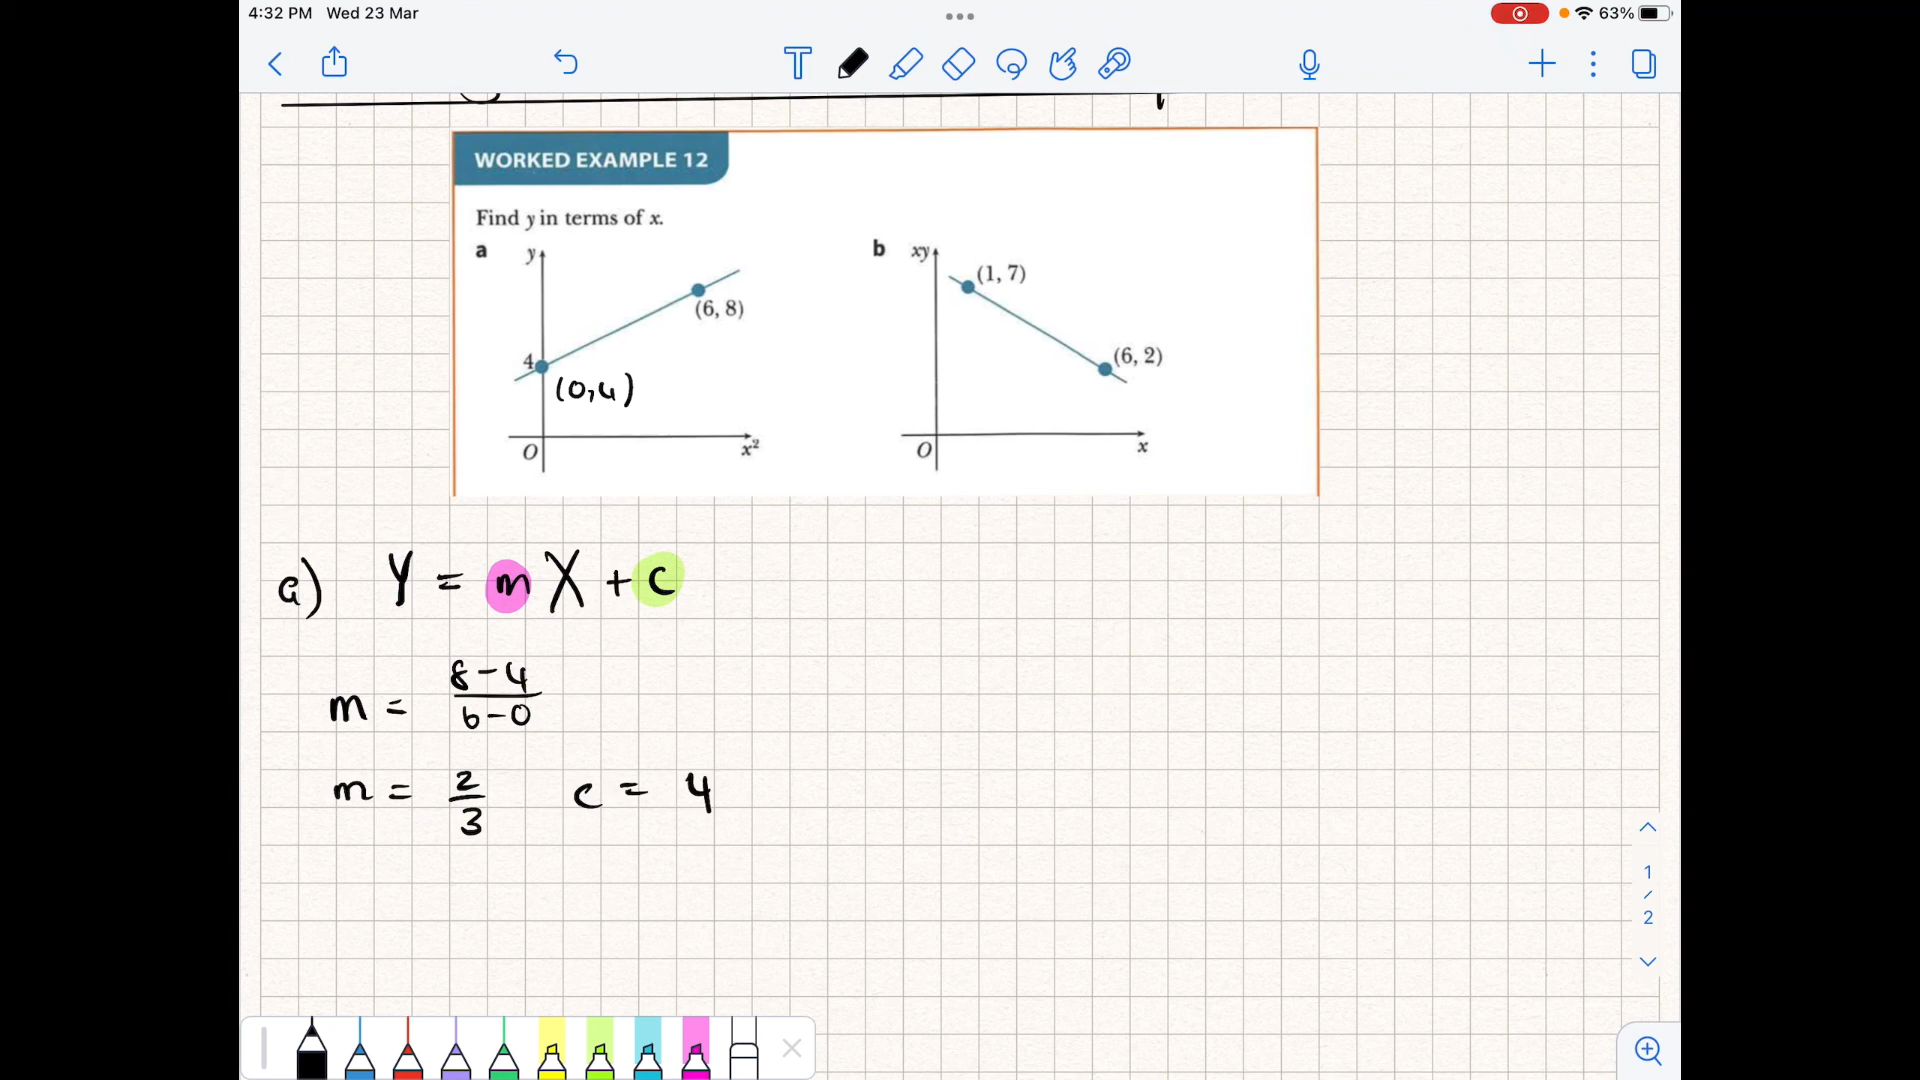 4:32 PM Wed 23 Mar
63%
WORKED EXAMPLE 12
Find y in terms of x.
a
y
(6, 8)
4
(0,4)
O
x²
b
xy
(1, 7)
(6, 2)
O
x
a) Y = m X + c
m = 8-4
6-0
m = 2 c = 4
3
1
/
2